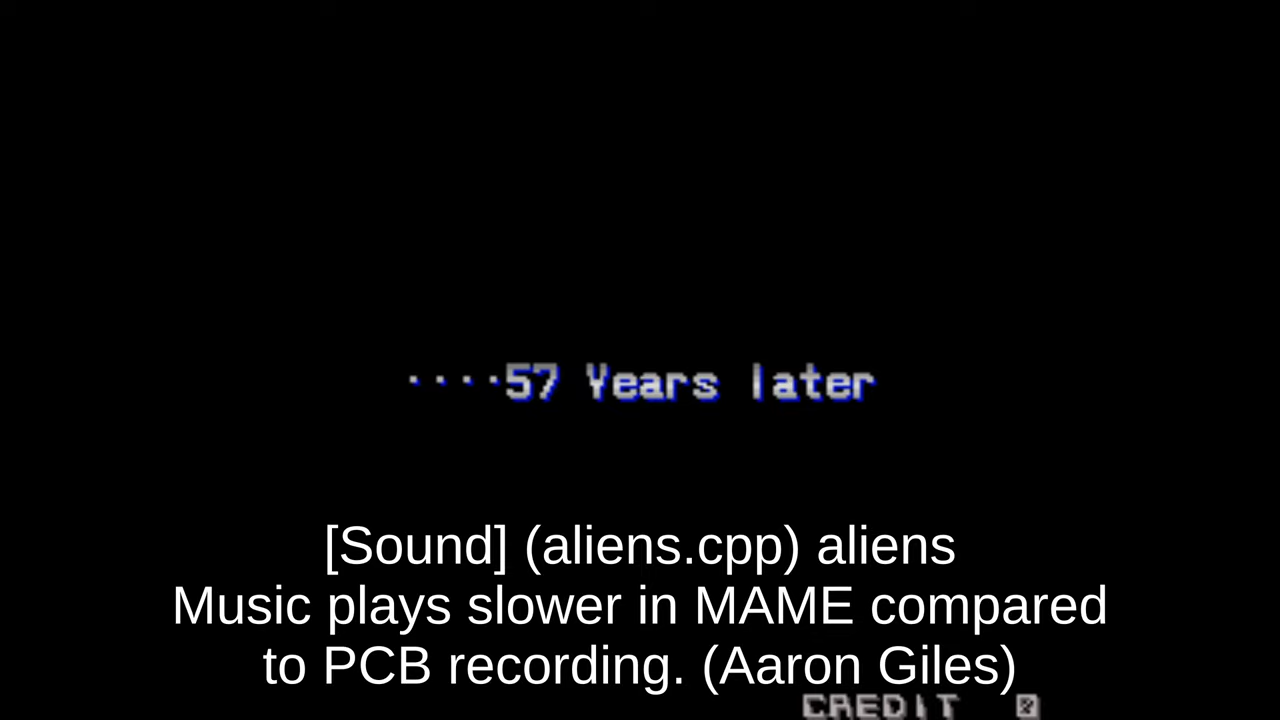 ····57 Years later
[Sound] (aliens.cpp) aliens
Music plays slower in MAME compared
to PCB recording. (Aaron Giles)
CREDIT 0